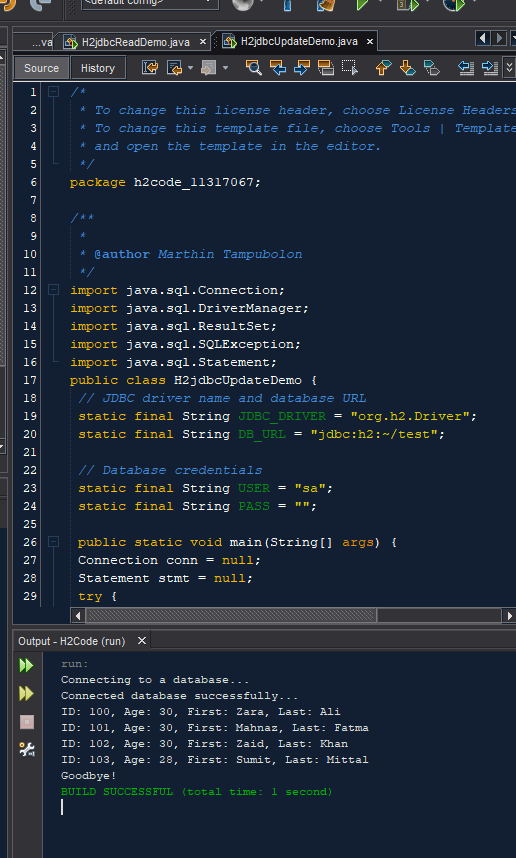 <default config>
...va
H2jdbcReadDemo.java ×
H2jdbcUpdateDemo.java ×
Source
History
1 /*
2 * To change this license header, choose License Headers
3 * To change this template file, choose Tools | Template
4 * and open the template in the editor.
5 */
6 package h2code_11317067;
7
8 /**
9 *
10 * @author Marthin Tampubolon
11 */
12 import java.sql.Connection;
13 import java.sql.DriverManager;
14 import java.sql.ResultSet;
15 import java.sql.SQLException;
16 import java.sql.Statement;
17 public class H2jdbcUpdateDemo {
18 // JDBC driver name and database URL
19 static final String JDBC_DRIVER = "org.h2.Driver";
20 static final String DB_URL = "jdbc:h2:~/test";
21
22 // Database credentials
23 static final String USER = "sa";
24 static final String PASS = "";
25
26 public static void main(String[] args) {
27 Connection conn = null;
28 Statement stmt = null;
29 try {
Output - H2Code (run) ×
run:
Connecting to a database...
Connected database successfully...
ID: 100, Age: 30, First: Zara, Last: Ali
ID: 101, Age: 30, First: Mahnaz, Last: Fatma
ID: 102, Age: 30, First: Zaid, Last: Khan
ID: 103, Age: 28, First: Sumit, Last: Mittal
Goodbye!
BUILD SUCCESSFUL (total time: 1 second)